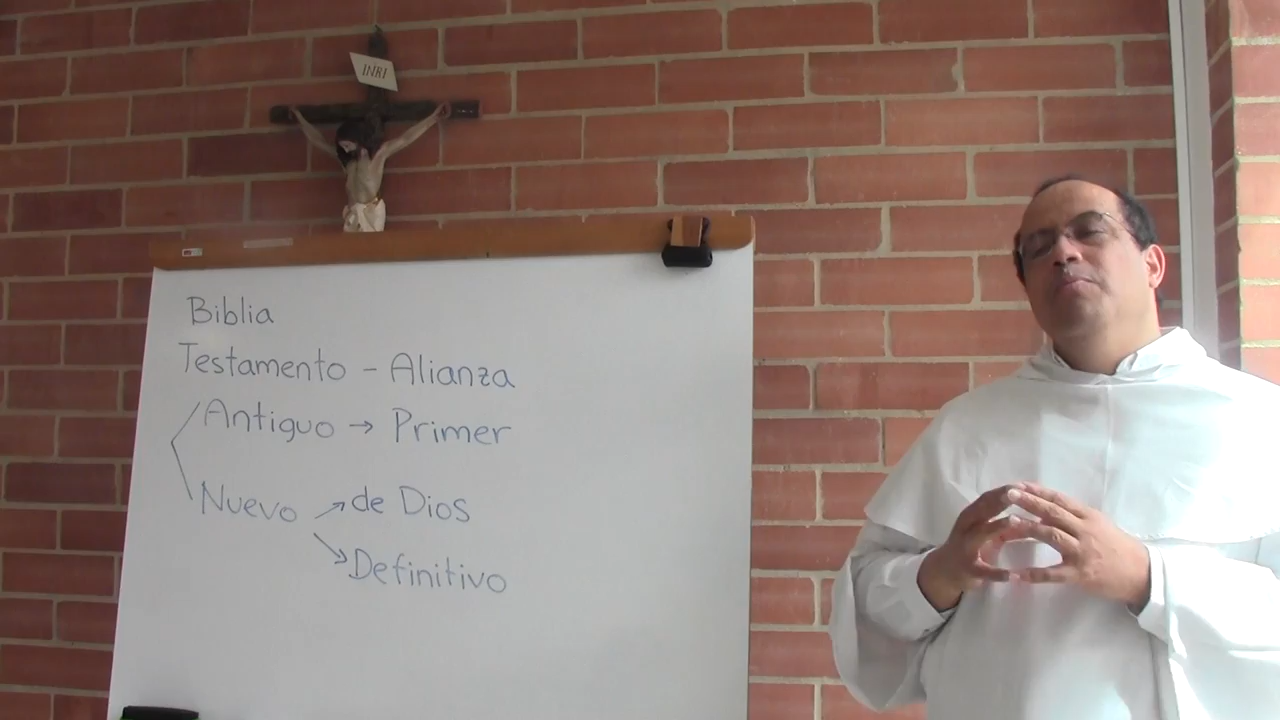 INRI
Biblia
Testamento - Alianza
Antiguo → Primer
Nuevo → de Dios
→ Definitivo